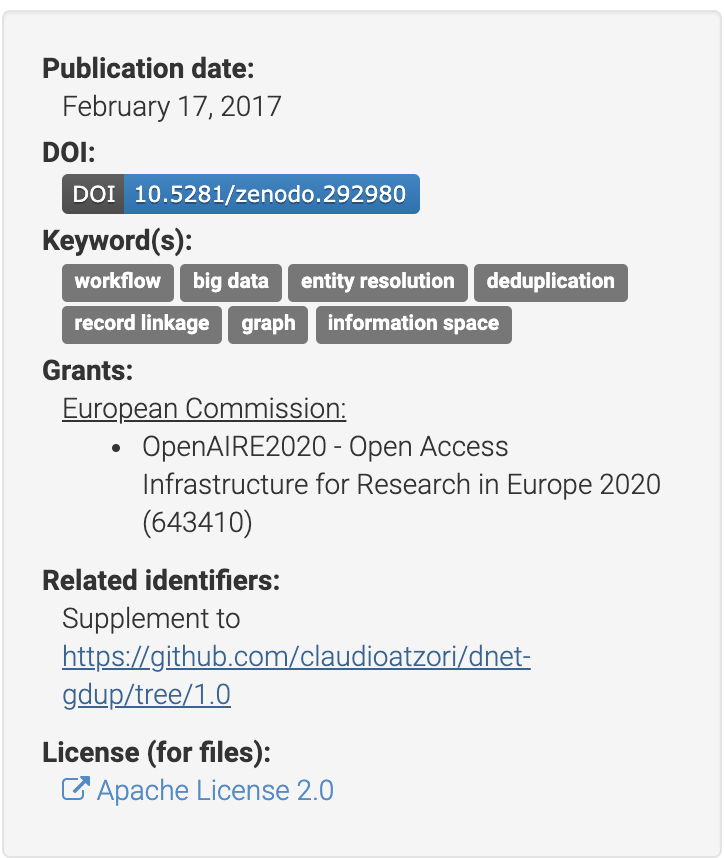 Publication date:
February 17, 2017
DOI:
DOI 10.5281/zenodo.292980
Keyword(s):
workflow big data entity resolution deduplication
record linkage graph information space
Grants:
European Commission:
• OpenAIRE2020 - Open Access
Infrastructure for Research in Europe 2020
(643410)
Related identifiers:
Supplement to
https://github.com/claudioatzori/dnet-
gdup/tree/1.0
License (for files):
Apache License 2.0